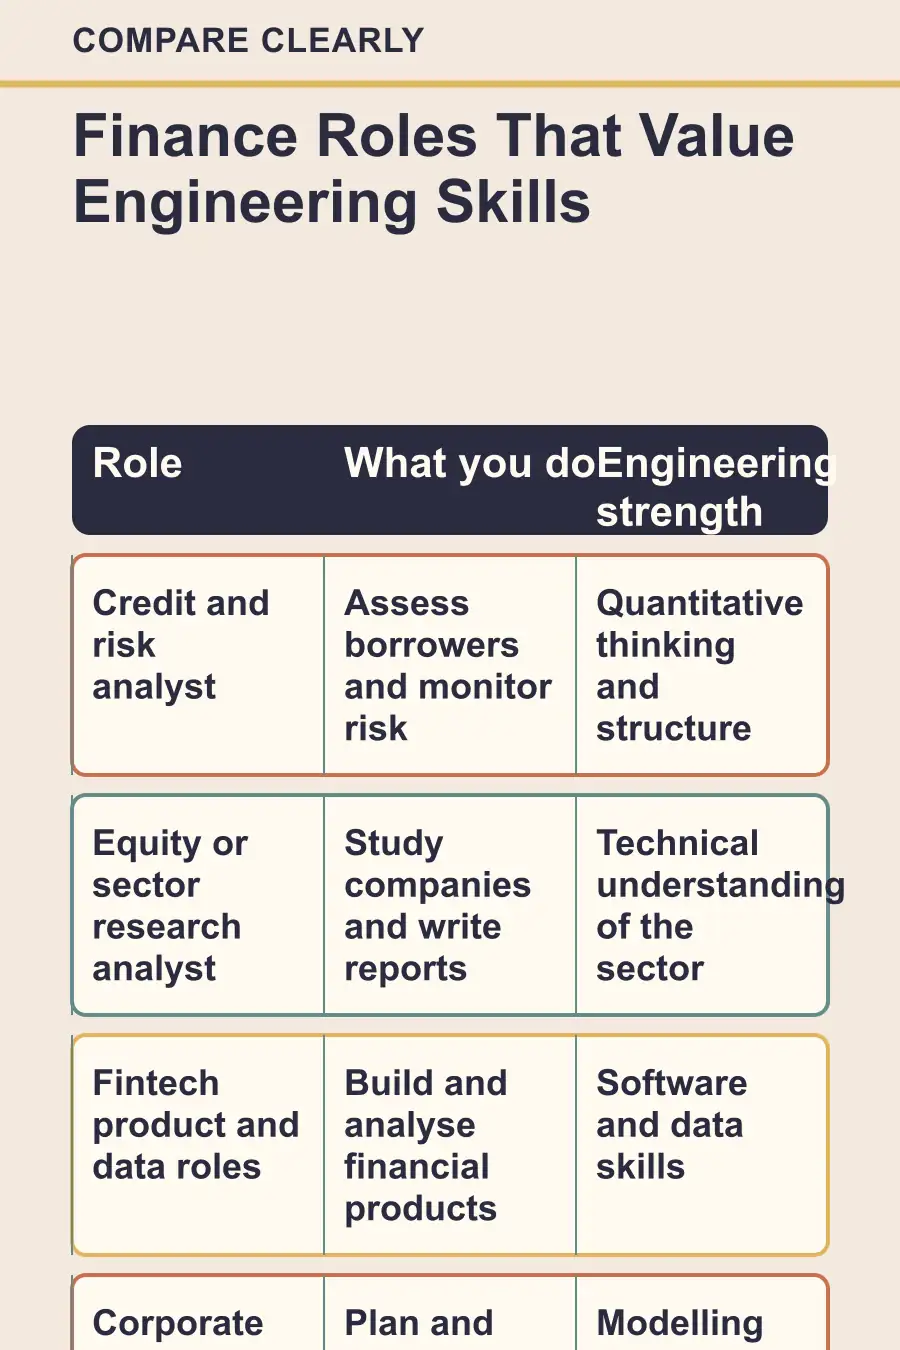 COMPARE CLEARLY
Finance Roles That Value
Engineering Skills
Role
What you do
Engineering
strength
Credit and
risk
analyst
Assess
borrowers
and monitor
risk
Quantitative
thinking
and
structure
Equity or
sector
research
analyst
Study
companies
and write
reports
Technical
understanding
of the
sector
Fintech
product and
data roles
Build and
analyse
financial
products
Software
and data
skills
Corporate
Plan and
Modelling